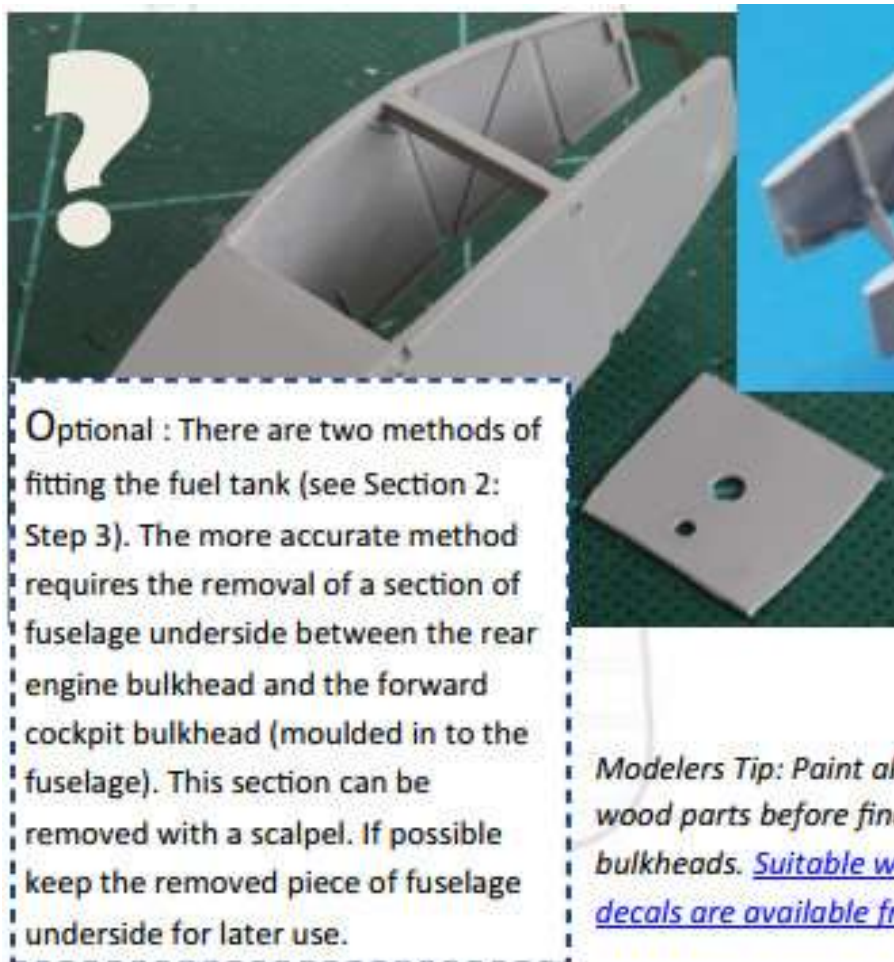 ?
Optional : There are two methods of
fitting the fuel tank (see Section 2:
Step 3). The more accurate method
requires the removal of a section of
fuselage underside between the rear
engine bulkhead and the forward
cockpit bulkhead (moulded in to the
fuselage). This section can be
removed with a scalpel. If possible
keep the removed piece of fuselage
underside for later use.
Modelers Tip: Paint al
wood parts before fin
bulkheads. Suitable w
decals are available fr